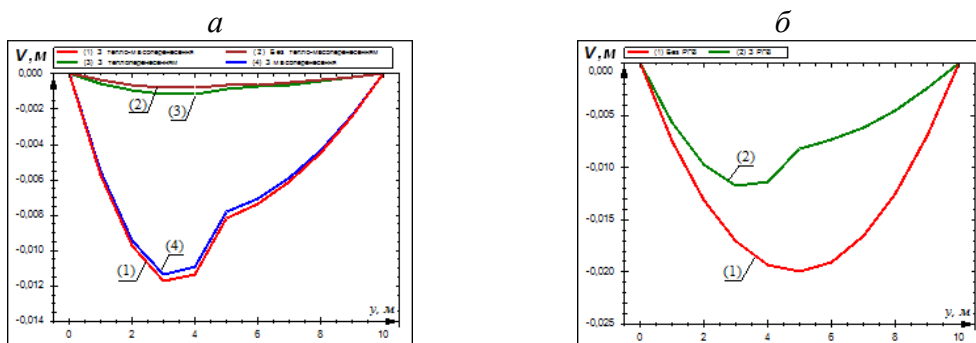 а
(1) З тепло-масоперенесення (2) Без тепло-масоперенесенням
(3) З теплоперенесенням (4) З масоперенесення
V, м
0,000
-0,002
-0,004
-0,006
-0,008
-0,010
-0,012
-0,014
(2)
(3)
(4)
(1)
y, м
0 2 4 6 8 10
б
(1) Без РГВ (2) З РГВ
V, м
0,000
-0,005
-0,010
-0,015
-0,020
-0,025
(2)
(1)
y, м
0 2 4 6 8 10